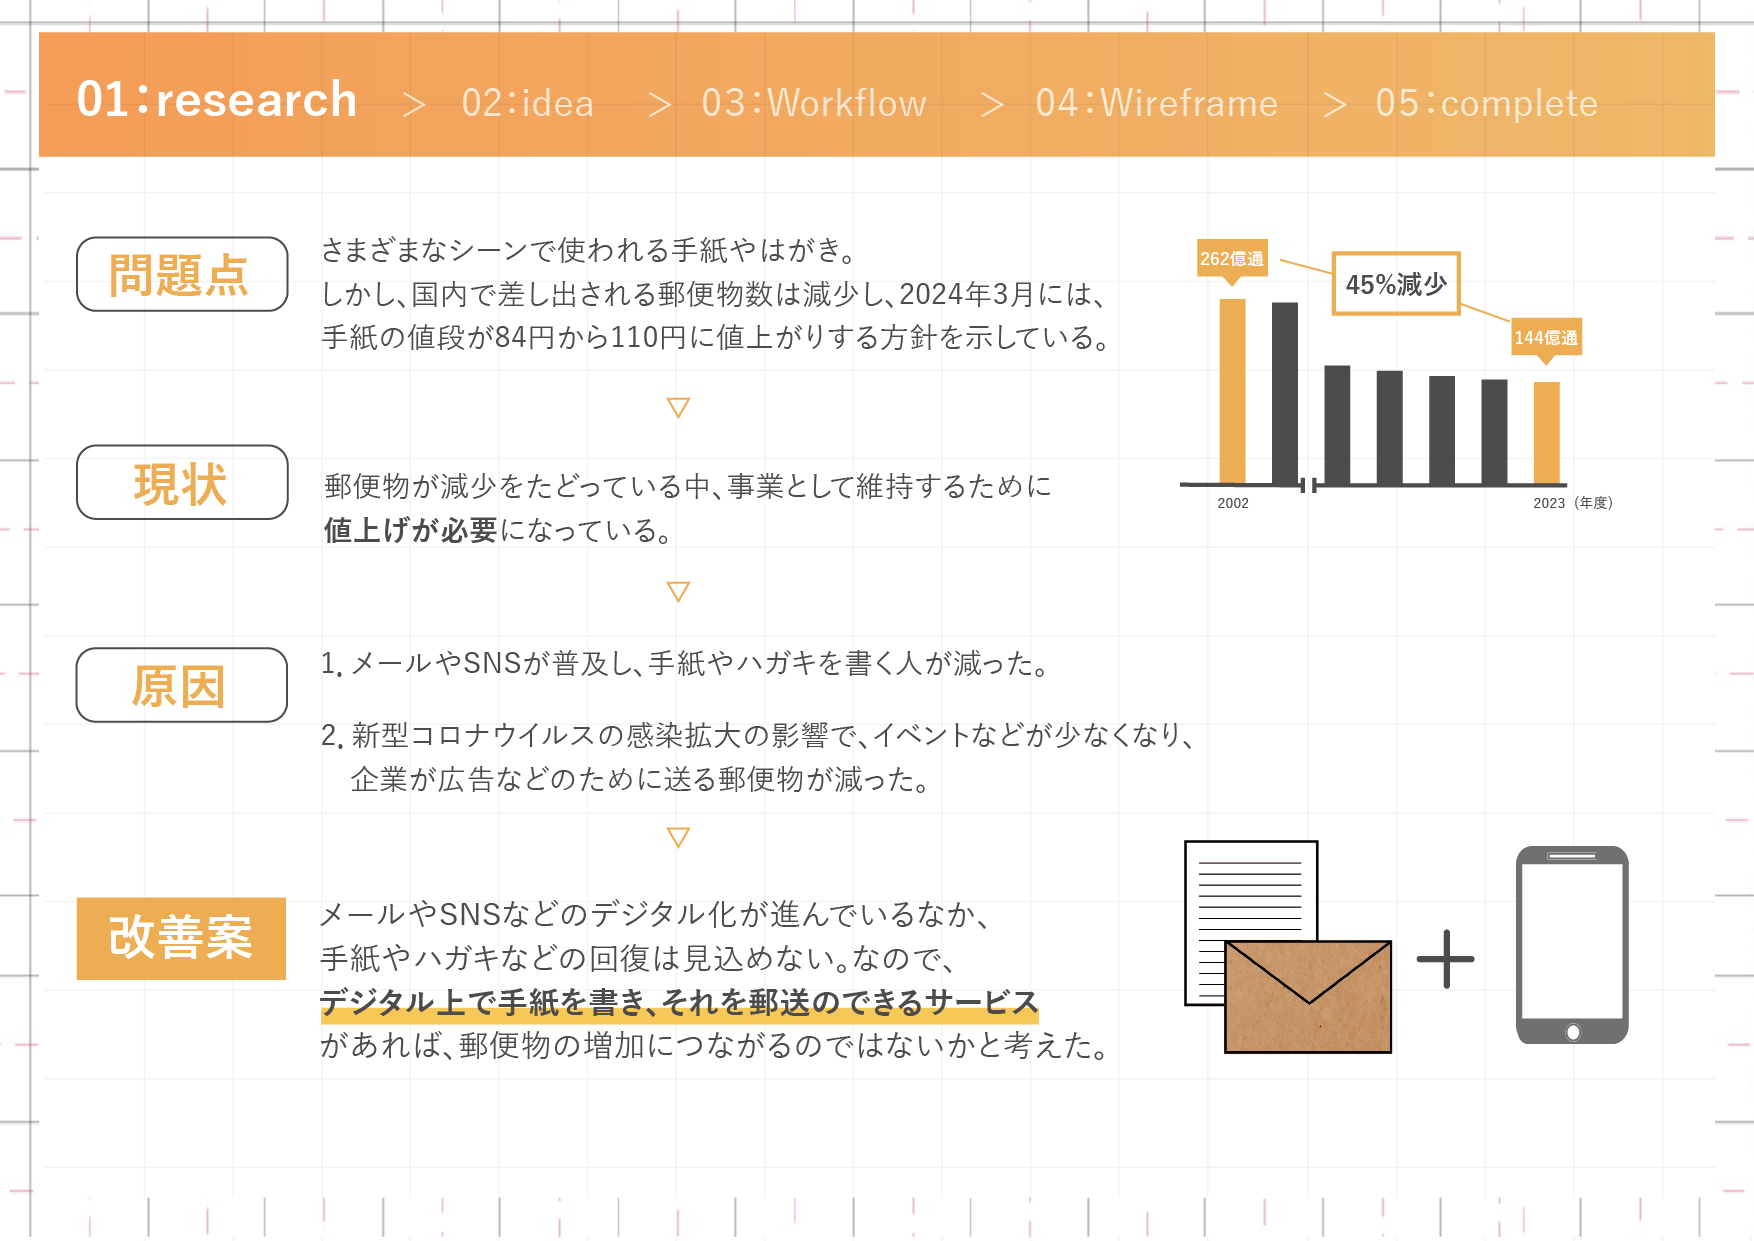 01：research ＞ 02：idea ＞ 03：Workflow ＞ 04：Wireframe ＞ 05：complete
問題点
さまざまなシーンで使われる手紙やはがき。
しかし、国内で差し出される郵便物数は減少し、2024年3月には、
手紙の値段が84円から110円に値上がりする方針を示している。
262億通
45%減少
144億通
2002
2023（年度）
現状
郵便物が減少をたどっている中、事業として維持するために
値上げが必要になっている。
原因
1. メールやSNSが普及し、手紙やハガキを書く人が減った。
2. 新型コロナウイルスの感染拡大の影響で、イベントなどが少なくなり、
企業が広告などのために送る郵便物が減った。
改善案
メールやSNSなどのデジタル化が進んでいるなか、
手紙やハガキなどの回復は見込めない。なので、
デジタル上で手紙を書き、それを郵送のできるサービス
があれば、郵便物の増加につながるのではないかと考えた。